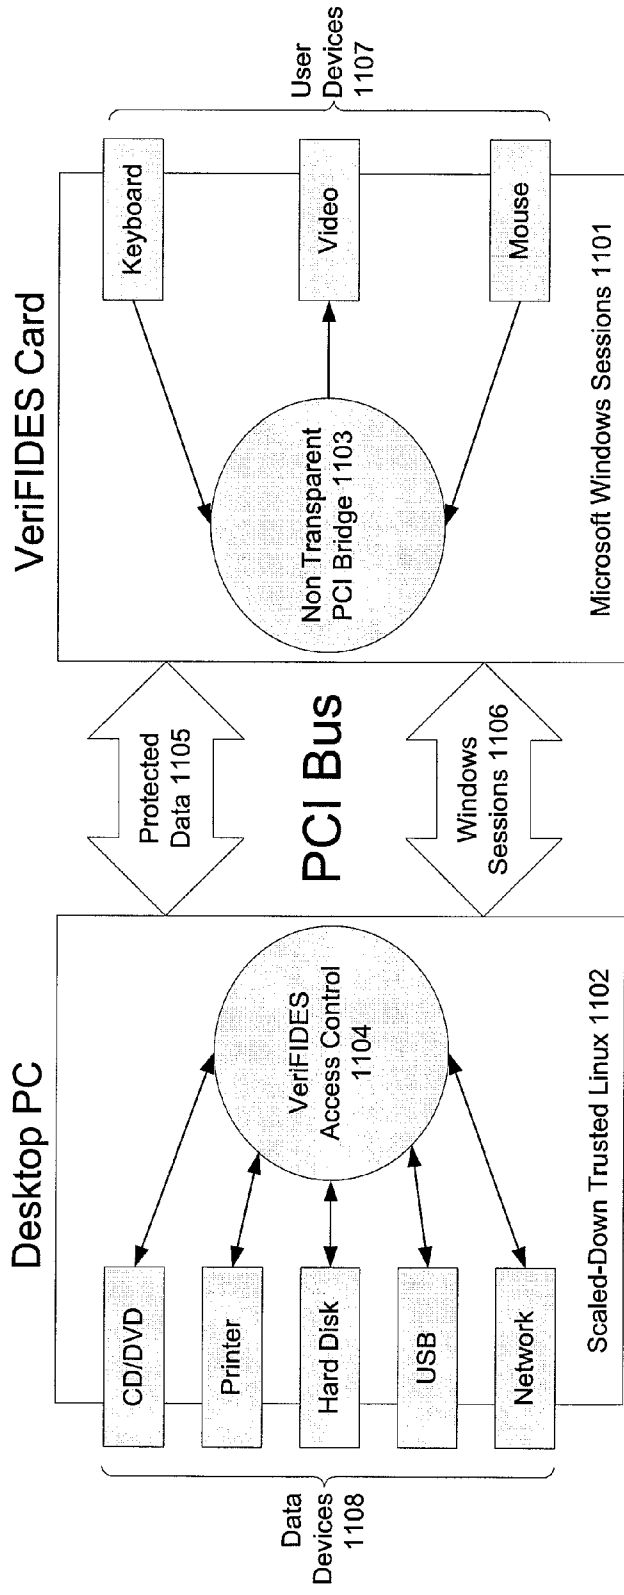 Desktop PC
VeriFIDES Card
Data
Devices
1108
CD/DVD
Printer
Hard Disk
USB
Network
VeriFIDES
Access Control
1104
Scaled-Down Trusted Linux 1102
Protected
Data 1105
PCI Bus
Windows
Sessions 1106
Non Transparent
PCI Bridge 1103
Keyboard
Video
Mouse
Microsoft Windows Sessions 1101
User
Devices
1107